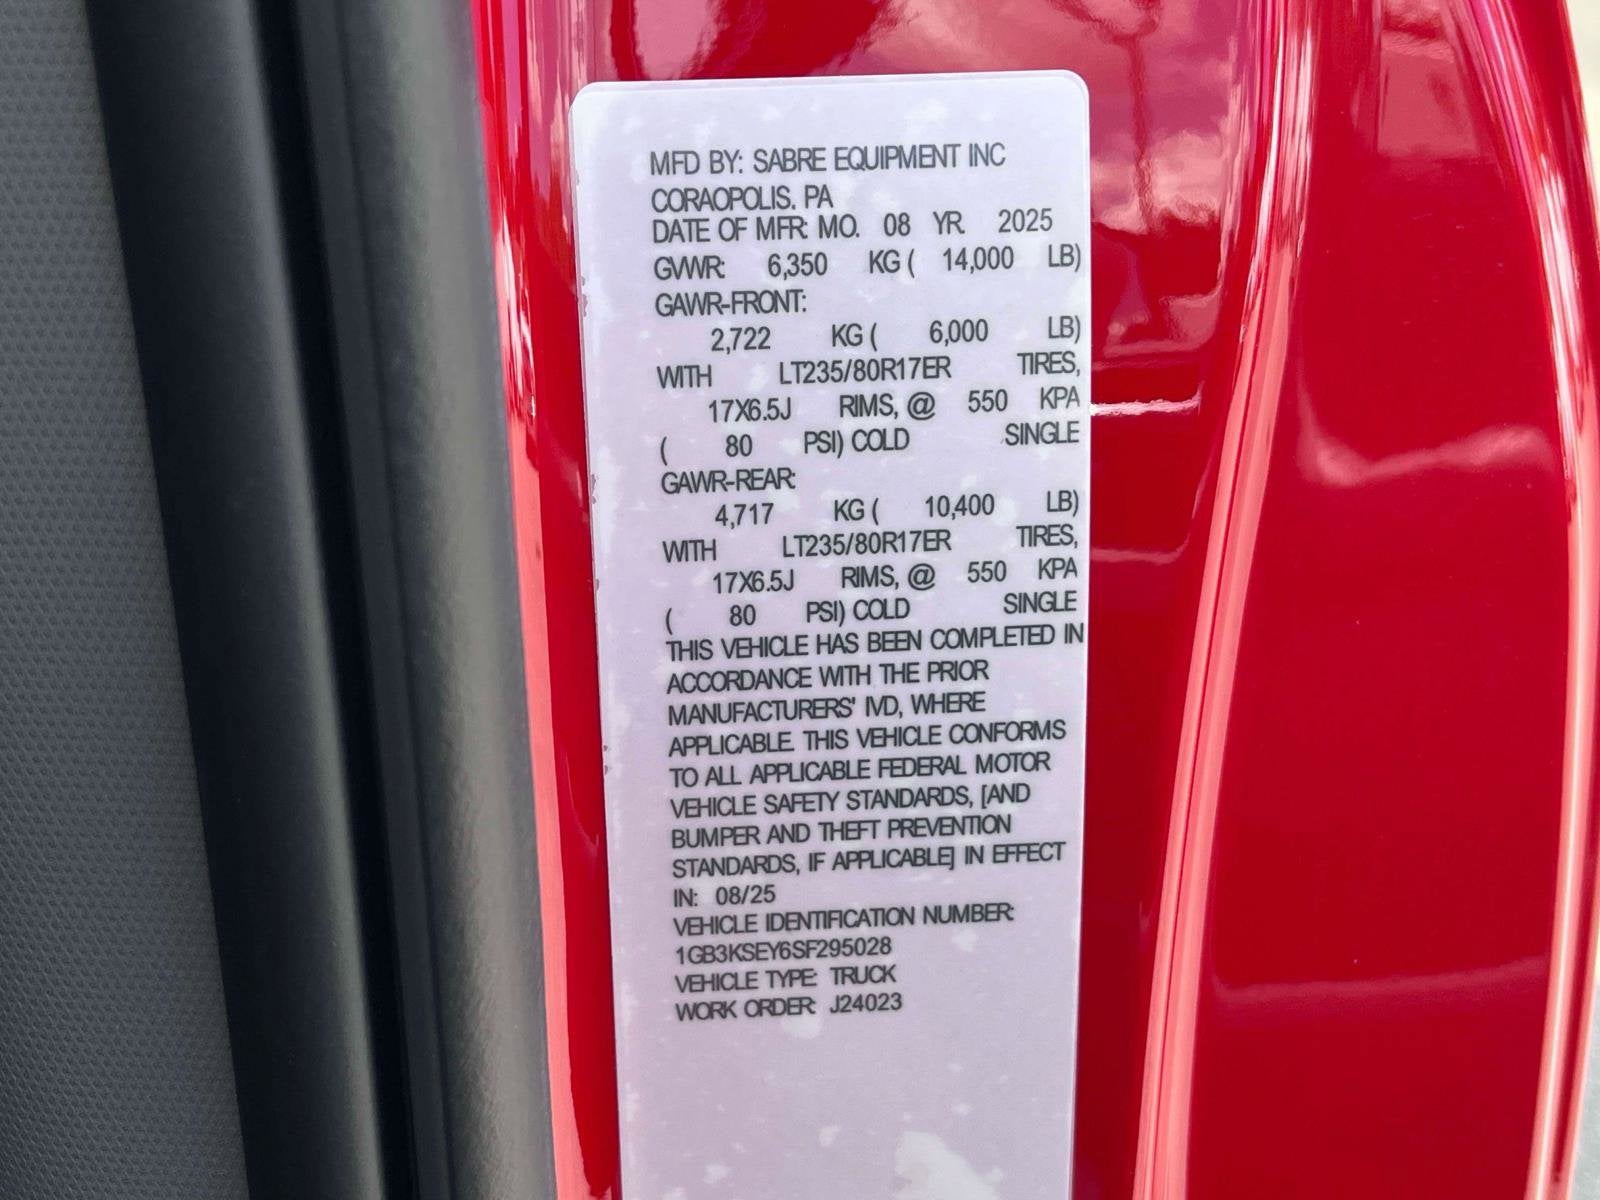 MFD BY: SABRE EQUIPMENT INC
CORAOPOLIS, PA
DATE OF MFR: MO. 08 YR. 2025
GVWR: 6,350 KG ( 14,000 LB)
GAWR-FRONT:
2,722 KG ( 6,000 LB)
WITH LT235/80R17ER TIRES,
17X6.5J RIMS, @ 550 KPA
( 80 PSI) COLD SINGLE
GAWR-REAR:
4,717 KG ( 10,400 LB)
WITH LT235/80R17ER TIRES,
17X6.5J RIMS, @ 550 KPA
( 80 PSI) COLD SINGLE
THIS VEHICLE HAS BEEN COMPLETED IN
ACCORDANCE WITH THE PRIOR
MANUFACTURERS' IVD, WHERE
APPLICABLE. THIS VEHICLE CONFORMS
TO ALL APPLICABLE FEDERAL MOTOR
VEHICLE SAFETY STANDARDS, [AND
BUMPER AND THEFT PREVENTION
STANDARDS, IF APPLICABLE] IN EFFECT
IN: 08/25
VEHICLE IDENTIFICATION NUMBER:
1GB3KSEY6SF295028
VEHICLE TYPE: TRUCK
WORK ORDER: J24023